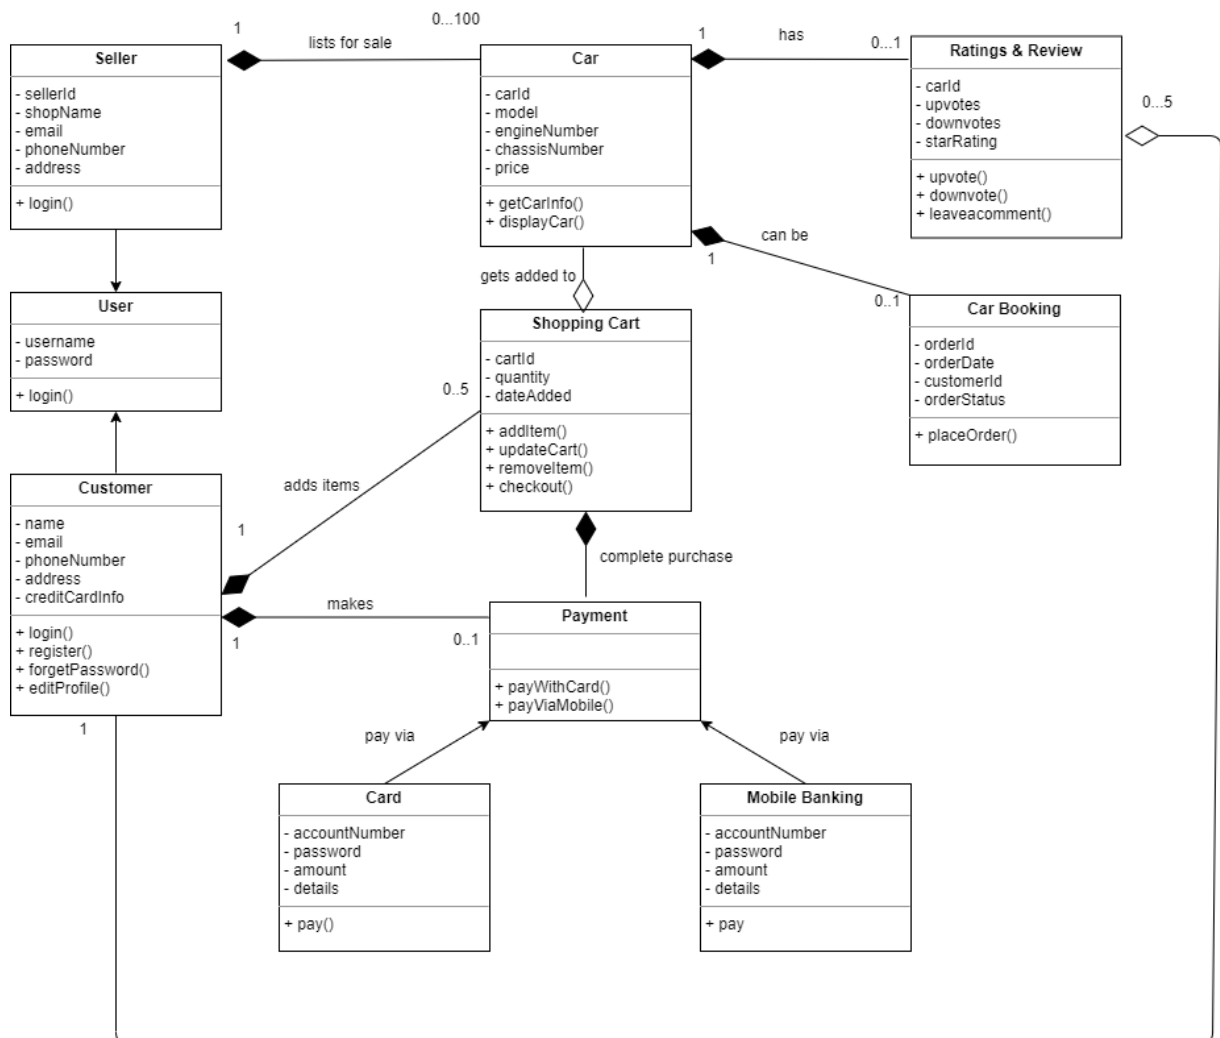 1
lists for sale
0...100
1
has
0...1
Seller
- sellerId
- shopName
- email
- phoneNumber
- address
+ login()
Car
- carId
- model
- engineNumber
- chassisNumber
- price
+ getCarInfo()
+ displayCar()
Ratings & Review
- carId
- upvotes
- downvotes
- starRating
+ upvote()
+ downvote()
+ leaveacomment()
0...5
can be
1
0..1
gets added to
User
- username
- password
+ login()
Shopping Cart
- cartId
- quantity
- dateAdded
+ addItem()
+ updateCart()
+ removeItem()
+ checkout()
Car Booking
- orderId
- orderDate
- customerId
- orderStatus
+ placeOrder()
0..5
adds items
1
Customer
- name
- email
- phoneNumber
- address
- creditCardInfo
+ login()
+ register()
+ forgetPassword()
+ editProfile()
complete purchase
makes
1
0..1
Payment
+ payWithCard()
+ payViaMobile()
1
pay via
pay via
Card
- accountNumber
- password
- amount
- details
+ pay()
Mobile Banking
- accountNumber
- password
- amount
- details
+ pay